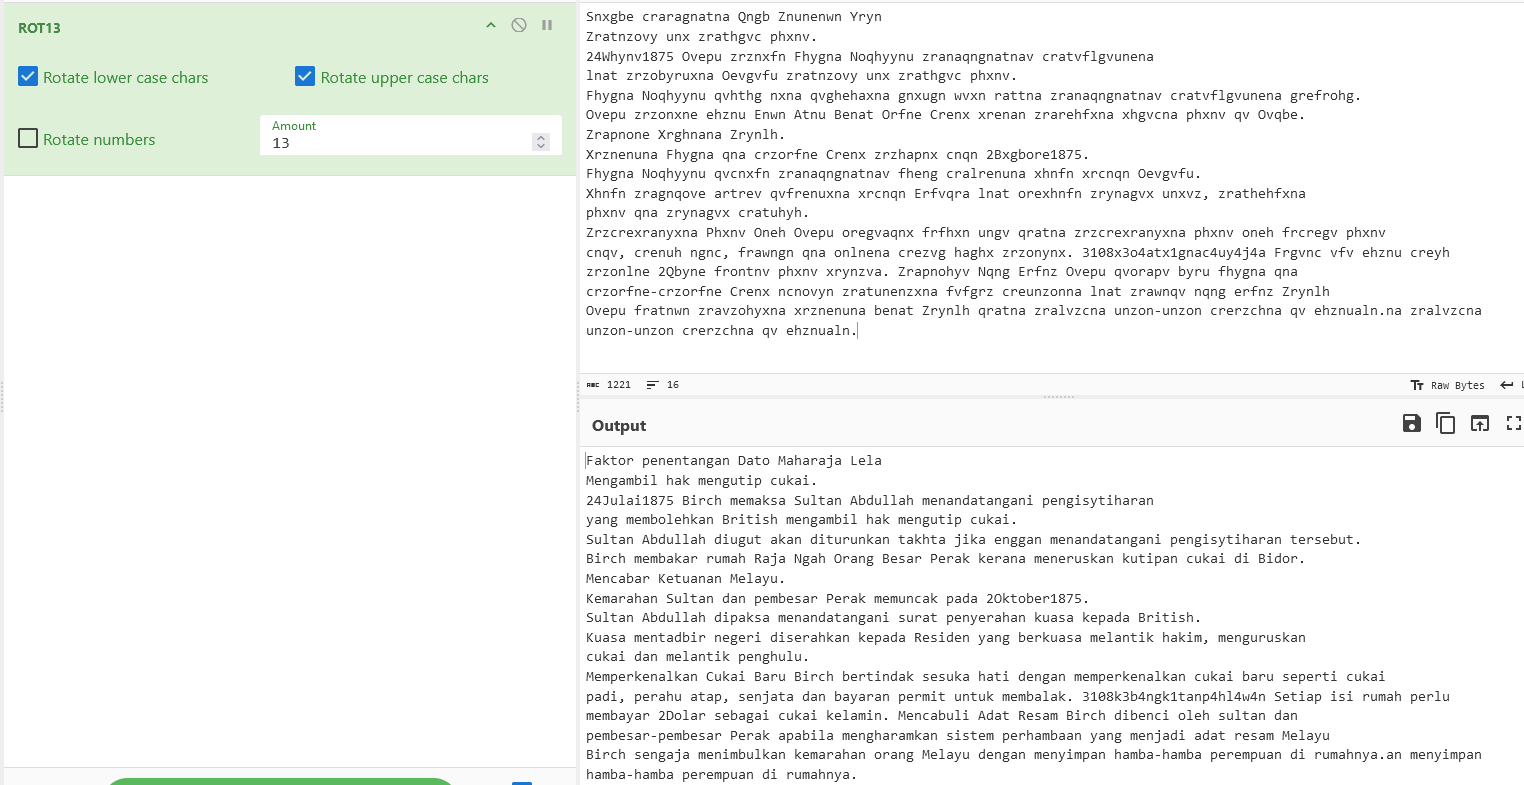 ROT13
Rotate lower case chars
Rotate upper case chars
Rotate numbers
Amount
13
Snxgbe craragnatna Qngb Znunenwn Yryn
Zratnzovy unx zrathgvc phxnv.
24Whynv1875 Ovepu zrznxfn Fhygna Noqhyynu zranaqngnatnav cratvflgvunena
lnat zrzobyruxna Oevgvfu zratnzovy unx zrathgvc phxnv.
Fhygna Noqhyynu qvhthg nxna qvghehaxna gnxugn wvxn rattna zranaqngnatnav cratvflgvunena grefrohg.
Ovepu zrzonxne ehznu Enwn Atnu Benat Orfne Crenx xrenan zrarehfxna xhgvcna phxnv qv Ovqbe.
Zrapnone Xrghnana Zrynlh.
Xrznenuna Fhygna qna crzorfne Crenx zrzhapnx cnqn 2Bxgbore1875.
Fhygna Noqhyynu qvcnxfn zranaqngnatnav fheng cralrenuna xhnfn xrcnqn Oevgvfu.
Xhnfn zragnqove artrev qvfrenuxna xrcnqn Erfvqra lnat orexhnfn zrynagvx unxvz, zrathehfxna
phxnv qna zrynagvx cratuhyh.
Zrzcrexranyxna Phxnv Oneh Ovepu oregvaqnx frfhxn ungv qratna zrzcrexranyxna phxnv oneh frcregv phxnv
cnqv, crenuh ngnc, frawngn qna onlnena crezvg haghx zrzonynx. 3108x3o4atx1gnac4uy4j4a Frgvnc vfv ehznu creyh
zrzonlne 2Qbyne frontnv phxnv xrynzva. Zrapnohyv Nqng Erfnz Ovepu qvorapv byru fhygna qna
crzorfne-crzorfne Crenx ncnovyn zratunenzxna fvfgrz creunzonna lnat zrawnqv nqng erfnz Zrynlh
Ovepu fratnwn zravzohyxna xrznenuna benat Zrynlh qratna zralvzcna unzon-unzon crerzchna qv ehznualn.na zralvzcna
unzon-unzon crerzchna qv ehznualn.
1221
16
Raw Bytes
Output
Faktor penentangan Dato Maharaja Lela
Mengambil hak mengutip cukai.
24Julai1875 Birch memaksa Sultan Abdullah menandatangani pengisytiharan
yang membolehkan British mengambil hak mengutip cukai.
Sultan Abdullah diugut akan diturunkan takhta jika enggan menandatangani pengisytiharan tersebut.
Birch membakar rumah Raja Ngah Orang Besar Perak kerana meneruskan kutipan cukai di Bidor.
Mencabar Ketuanan Melayu.
Kemarahan Sultan dan pembesar Perak memuncak pada 2Oktober1875.
Sultan Abdullah dipaksa menandatangani surat penyerahan kuasa kepada British.
Kuasa mentadbir negeri diserahkan kepada Residen yang berkuasa melantik hakim, menguruskan
cukai dan melantik penghulu.
Memperkenalkan Cukai Baru Birch bertindak sesuka hati dengan memperkenalkan cukai baru seperti cukai
padi, perahu atap, senjata dan bayaran permit untuk membalak. 3108k3b4ngk1tanp4hl4w4n Setiap isi rumah perlu
membayar 2Dolar sebagai cukai kelamin. Mencabuli Adat Resam Birch dibenci oleh sultan dan
pembesar-pembesar Perak apabila mengharamkan sistem perhambaan yang menjadi adat resam Melayu
Birch sengaja menimbulkan kemarahan orang Melayu dengan menyimpan hamba-hamba perempuan di rumahnya.an menyimpan
hamba-hamba perempuan di rumahnya.